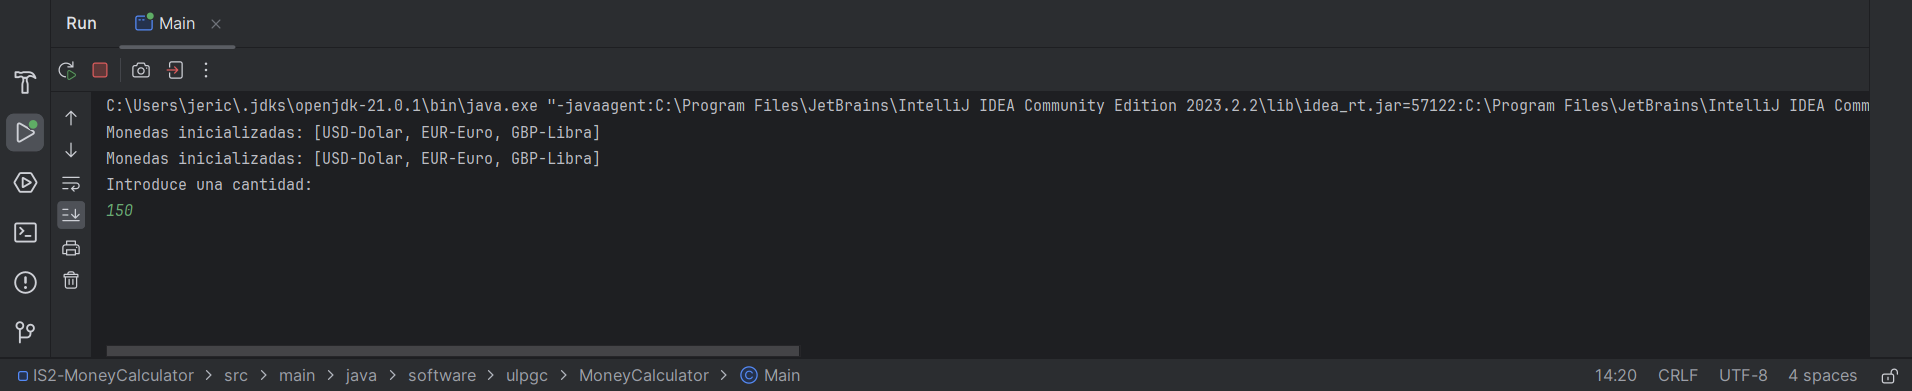 Run
Main
C:\Users\jeric\.jdks\openjdk-21.0.1\bin\java.exe "-javaagent:C:\Program Files\JetBrains\IntelliJ IDEA Community Edition 2023.2.2\lib\idea_rt.jar=57122:C:\Program Files\JetBrains\IntelliJ IDEA Comm
Monedas inicializadas: [USD-Dolar, EUR-Euro, GBP-Libra]
Monedas inicializadas: [USD-Dolar, EUR-Euro, GBP-Libra]
Introduce una cantidad:
150
IS2-MoneyCalculator > src > main > java > software > ulpgc > MoneyCalculator > Main 14:20 CRLF UTF-8 4 spaces